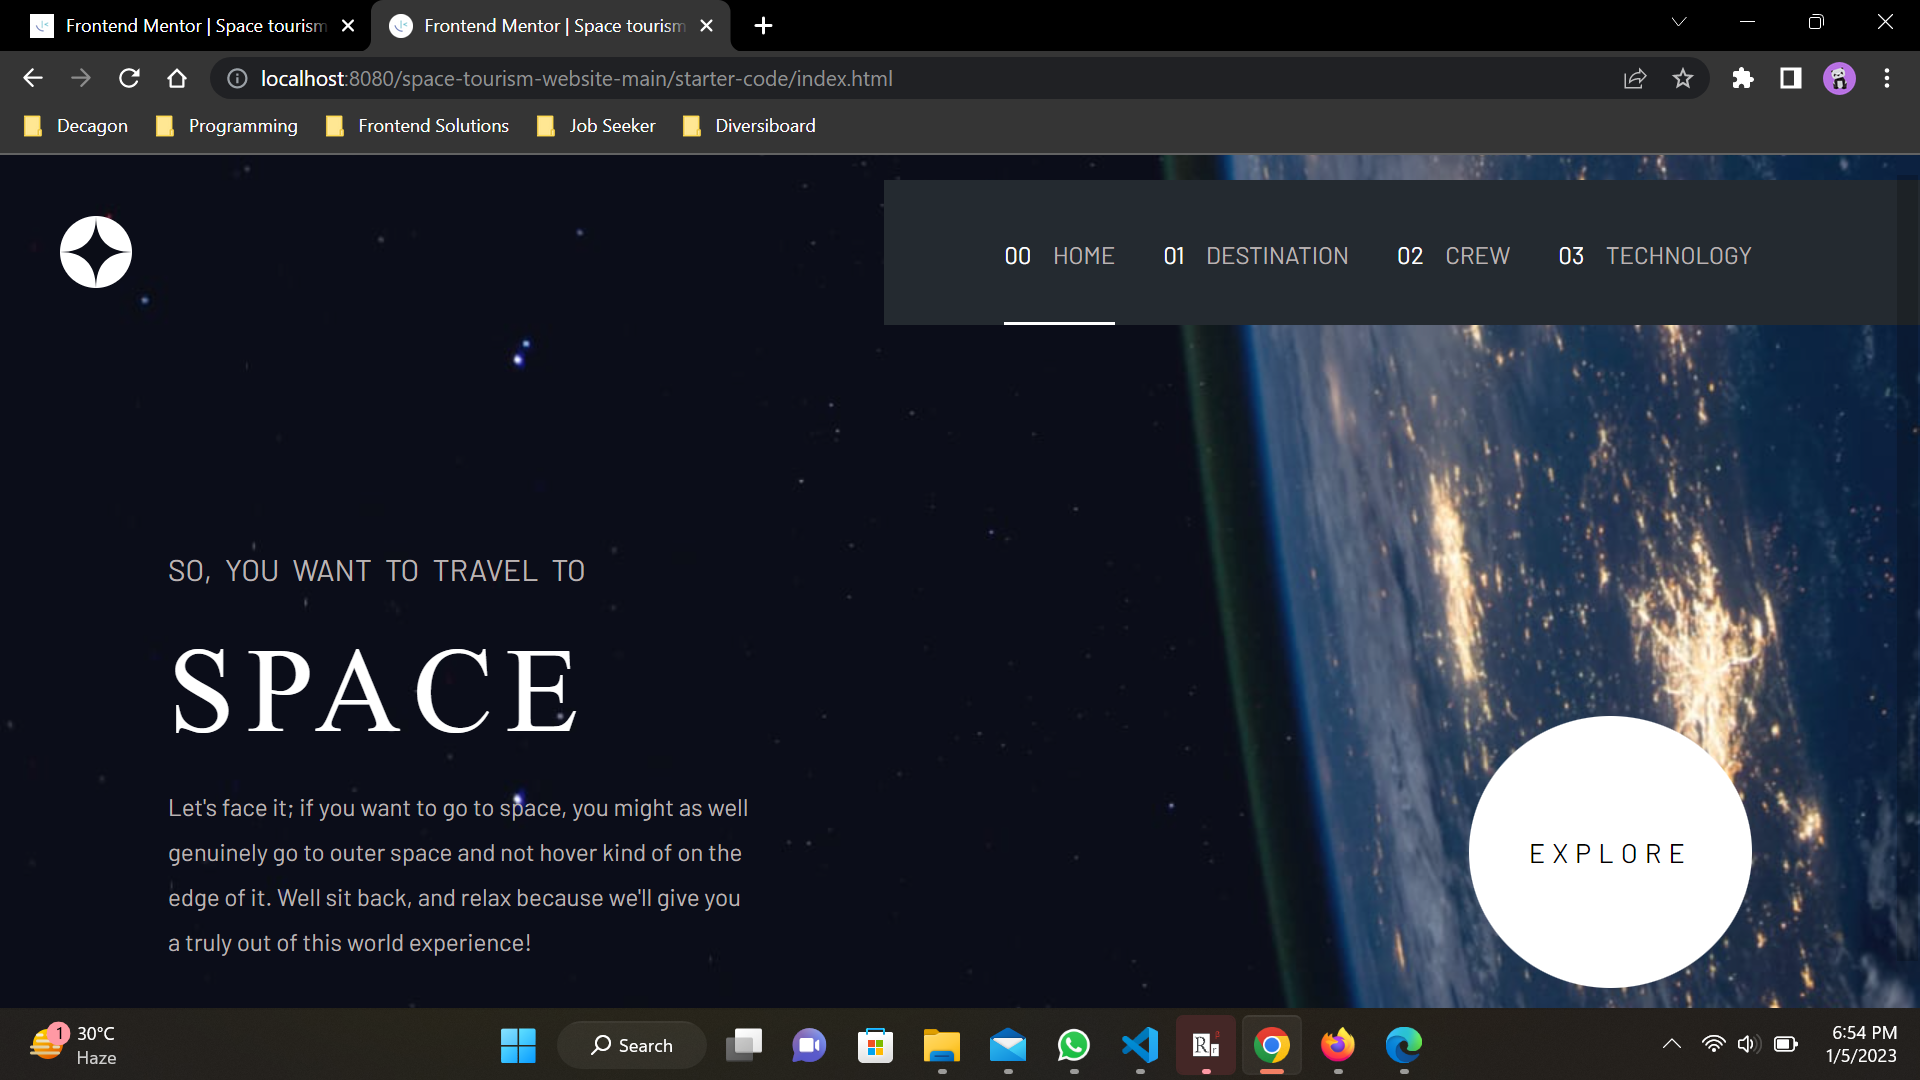 Frontend Mentor | Space tourism
Frontend Mentor | Space tourism
localhost:8080/space-tourism-website-main/starter-code/index.html
Decagon Programming Frontend Solutions Job Seeker Diversiboard
00 HOME 01 DESTINATION 02 CREW 03 TECHNOLOGY
SO, YOU WANT TO TRAVEL TO
SPACE
Let's face it; if you want to go to space, you might as well
genuinely go to outer space and not hover kind of on the
edge of it. Well sit back, and relax because we'll give you
a truly out of this world experience!
EXPLORE
1
30°C
Haze
Search
6:54 PM
1/5/2023